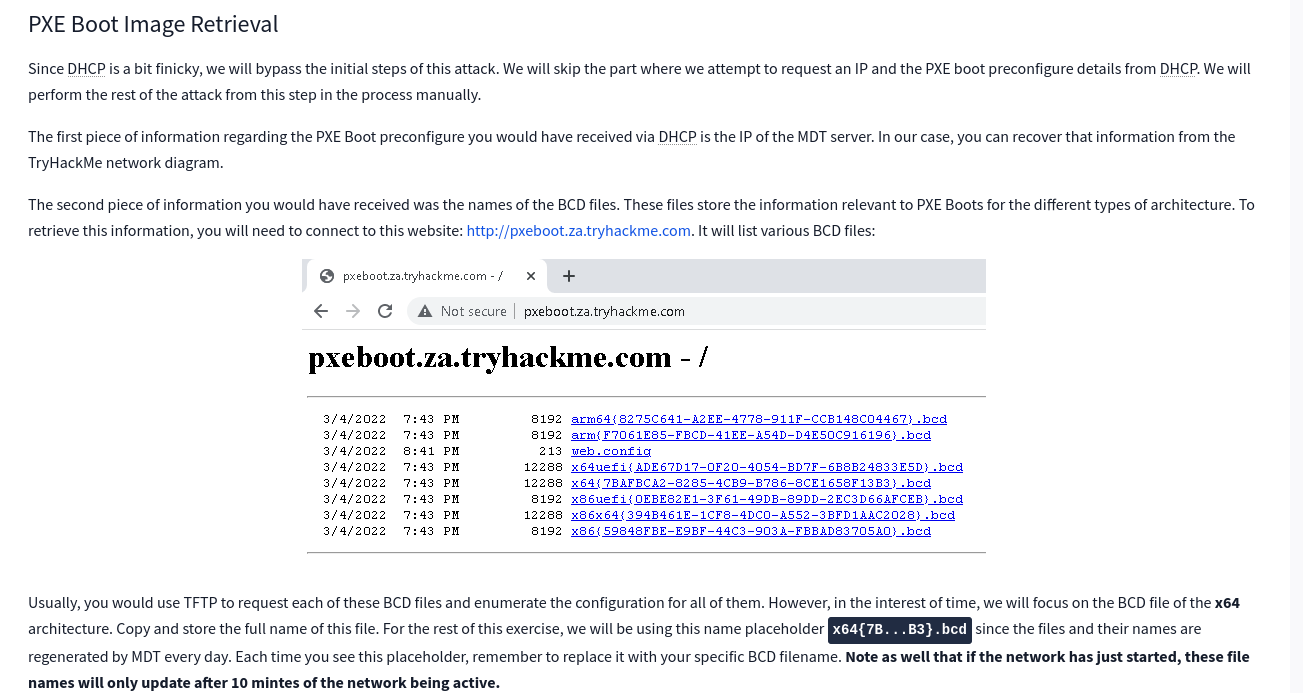 PXE Boot Image Retrieval
Since DHCP is a bit finicky, we will bypass the initial steps of this attack. We will skip the part where we attempt to request an IP and the PXE boot preconfigure details from DHCP. We will
perform the rest of the attack from this step in the process manually.
The first piece of information regarding the PXE Boot preconfigure you would have received via DHCP is the IP of the MDT server. In our case, you can recover that information from the
TryHackMe network diagram.
The second piece of information you would have received was the names of the BCD files. These files store the information relevant to PXE Boots for the different types of architecture. To
retrieve this information, you will need to connect to this website: http://pxeboot.za.tryhackme.com. It will list various BCD files:
pxeboot.za.tryhackme.com - /
Not secure | pxeboot.za.tryhackme.com
pxeboot.za.tryhackme.com - /
3/4/2022 7:43 PM 8192 arm64{8275C641-A2EE-4778-911F-CCB148C04467}.bcd
3/4/2022 7:43 PM 8192 arm{F7061E85-FBCD-41EE-A54D-D4E50C916196}.bcd
3/4/2022 8:41 PM 213 web.config
3/4/2022 7:43 PM 12288 x64uefi{ADE67D17-0F20-4054-BD7F-6B8B24833E5D}.bcd
3/4/2022 7:43 PM 12288 x64{7BAFBCA2-8285-4CB9-B786-8CE1658F13B3}.bcd
3/4/2022 7:43 PM 8192 x86uefi{0EBE82E1-3F61-49DB-89DD-2EC3D66AFCEB}.bcd
3/4/2022 7:43 PM 12288 x86x64{394B461E-1CF8-4DC0-A552-3BFD1AAC2028}.bcd
3/4/2022 7:43 PM 8192 x86{59848FBE-E9BF-44C3-903A-FBBAD83705A0}.bcd
Usually, you would use TFTP to request each of these BCD files and enumerate the configuration for all of them. However, in the interest of time, we will focus on the BCD file of the x64
architecture. Copy and store the full name of this file. For the rest of this exercise, we will be using this name placeholder x64{7B...B3}.bcd since the files and their names are
regenerated by MDT every day. Each time you see this placeholder, remember to replace it with your specific BCD filename. Note as well that if the network has just started, these file
names will only update after 10 mintes of the network being active.